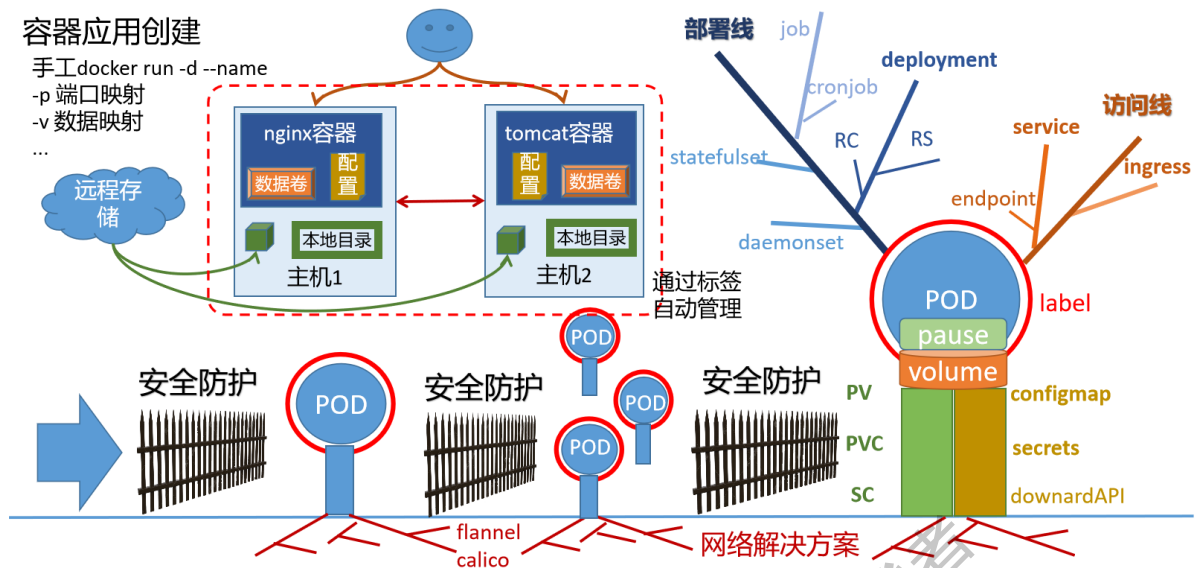 容器应用创建
手工docker run -d --name
-p 端口映射
-v 数据映射
...
远程存
储
nginx容器
数据卷
配
置
本地目录
主机1
tomcat容器
配
置
数据卷
本地目录
主机2
通过标签
自动管理
部署线
job
cronjob
deployment
statefulset
RC
RS
daemonset
访问线
service
ingress
endpoint
POD
label
pause
volume
PV
configmap
PVC
secrets
SC
downardAPI
安全防护
POD
安全防护
POD
POD
POD
安全防护
flannel
calico
网络解决方案
者